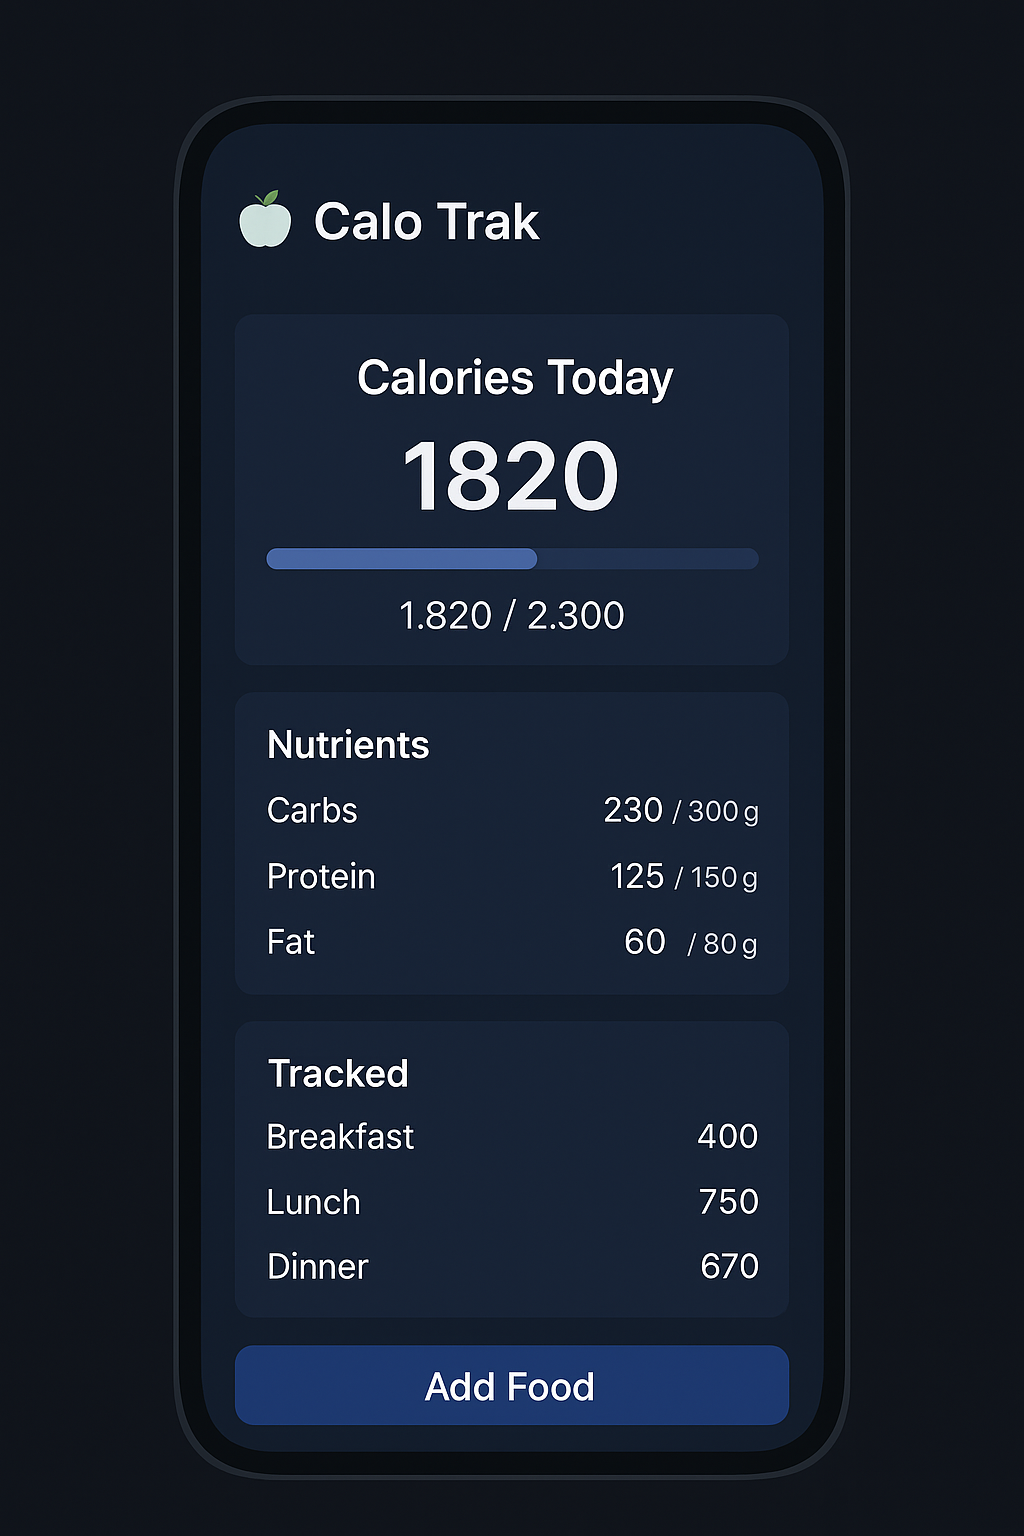 Calo Trak
Calories Today
1820
1.820 / 2.300
Nutrients
Carbs 230 / 300 g
Protein 125 / 150 g
Fat 60 / 80 g
Tracked
Breakfast 400
Lunch 750
Dinner 670
Add Food